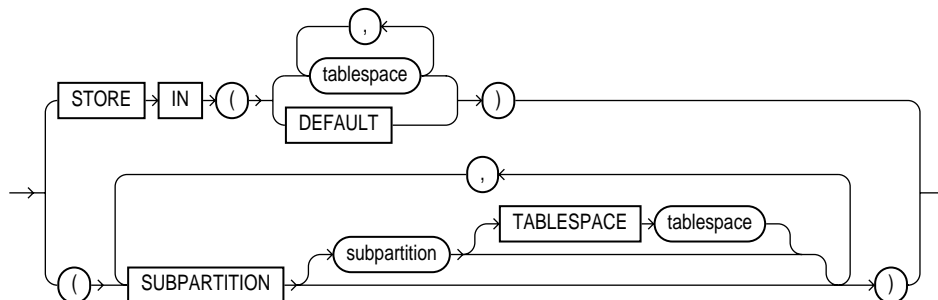 ,
tablespace
STORE IN ( )
DEFAULT
,
TABLESPACE tablespace
subpartition
( SUBPARTITION )